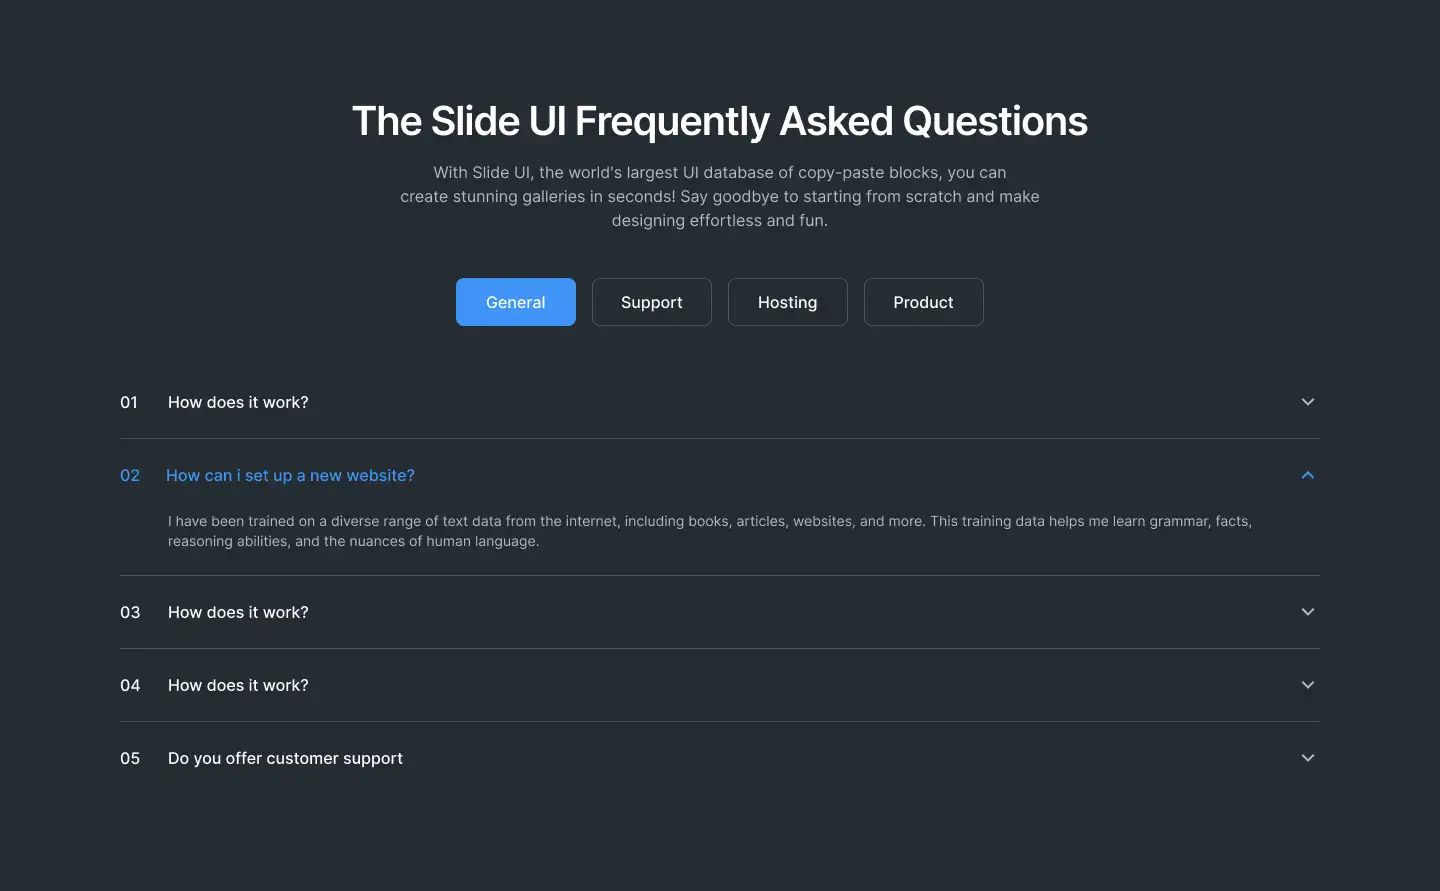 The Slide UI Frequently Asked Questions
With Slide UI, the world's largest UI database of copy-paste blocks, you can
create stunning galleries in seconds! Say goodbye to starting from scratch and make
designing effortless and fun.
General Support Hosting Product
01 How does it work?
02 How can i set up a new website?
I have been trained on a diverse range of text data from the internet, including books, articles, websites, and more. This training data helps me learn grammar, facts,
reasoning abilities, and the nuances of human language.
03 How does it work?
04 How does it work?
05 Do you offer customer support